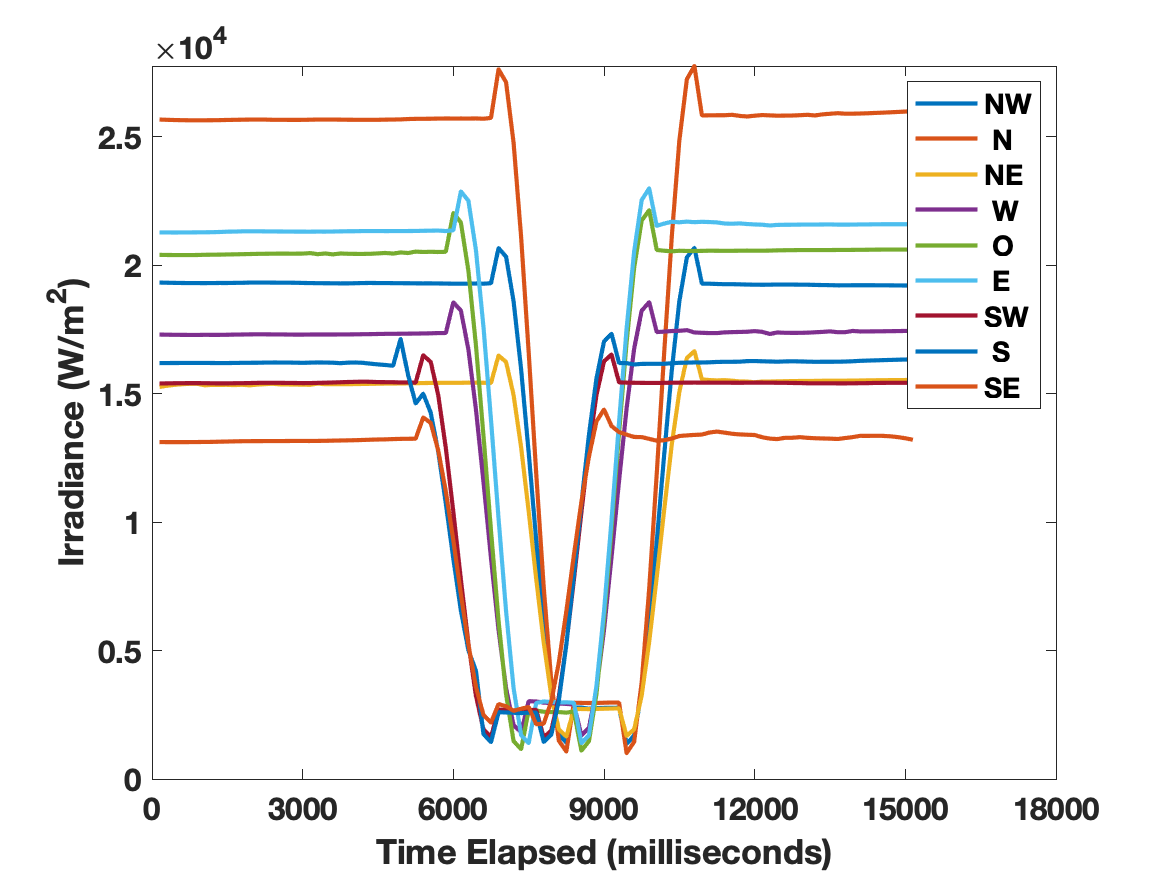 ×10⁴
2.5
2
1.5
1
0.5
0
0 3000 6000 9000 12000 15000 18000
Time Elapsed (milliseconds)
Irradiance (W/m²)
NW
N
NE
W
O
E
SW
S
SE